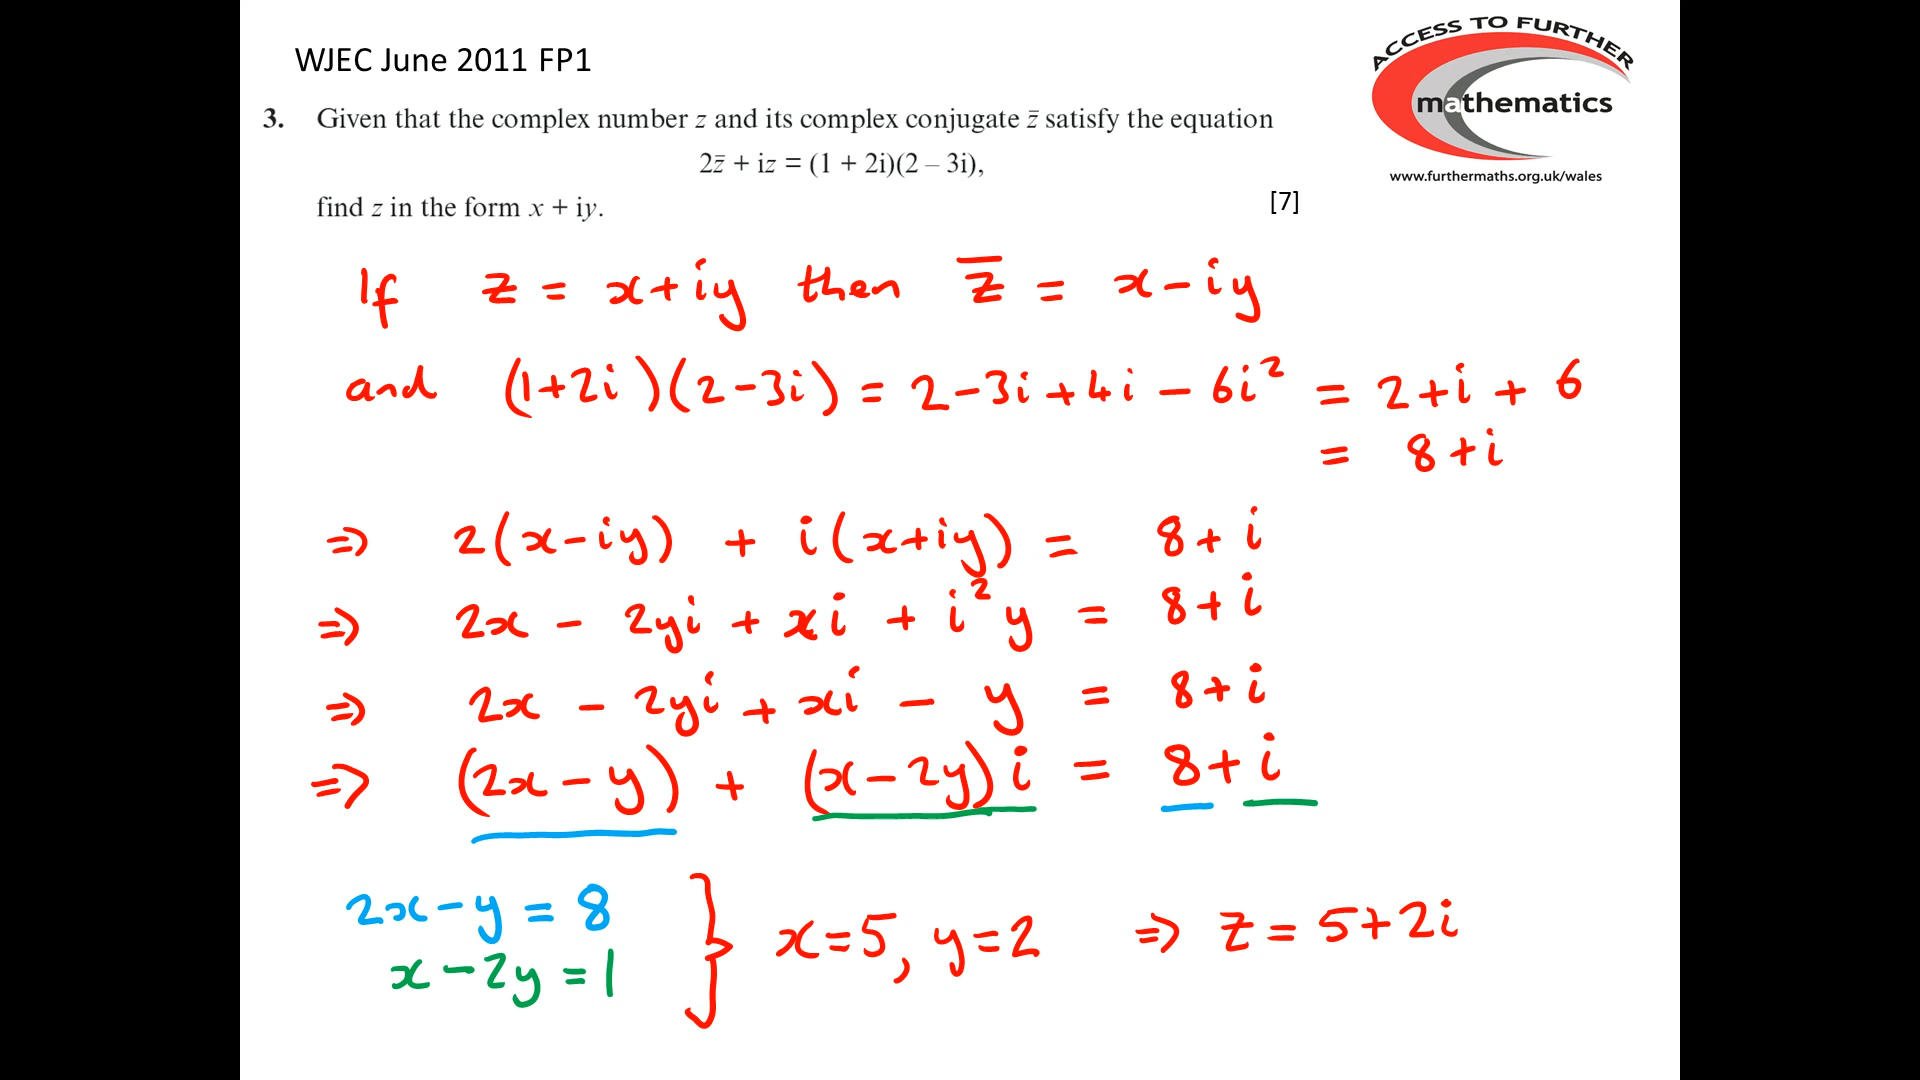 WJEC June 2011 FP1
ACCESS TO FURTHER
mathematics
www.furthermaths.org.uk/wales
3. Given that the complex number z and its complex conjugate z̄ satisfy the equation
2z̄ + iz = (1 + 2i)(2 – 3i),
find z in the form x + iy.
[7]
If z = x+iy then z̄ = x-iy
and (1+2i)(2-3i) = 2-3i+4i-6i² = 2+i+6
= 8+i
⇒ 2(x-iy) + i(x+iy) = 8+i
⇒ 2x - 2yi + xi + i²y = 8+i
⇒ 2x - 2yi + xi - y = 8+i
⇒ (2x-y) + (x-2y)i = 8+i
2x-y = 8
x-2y = 1
} x=5, y=2 ⇒ z = 5+2i